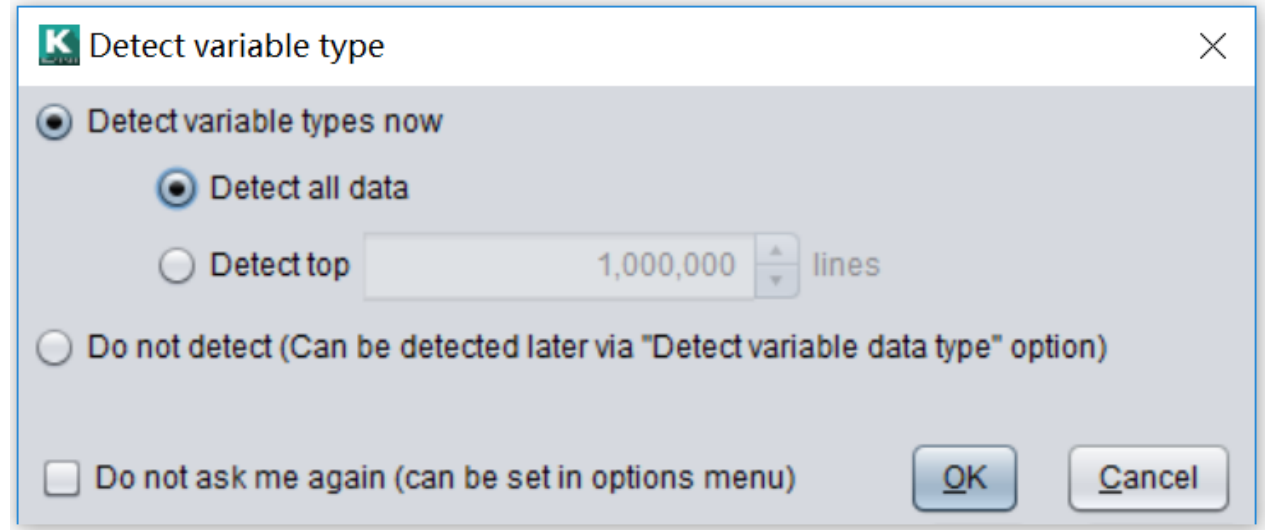 K Detect variable type
Detect variable types now
Detect all data
Detect top 1,000,000 lines
Do not detect (Can be detected later via "Detect variable data type" option)
Do not ask me again (can be set in options menu)
OK Cancel